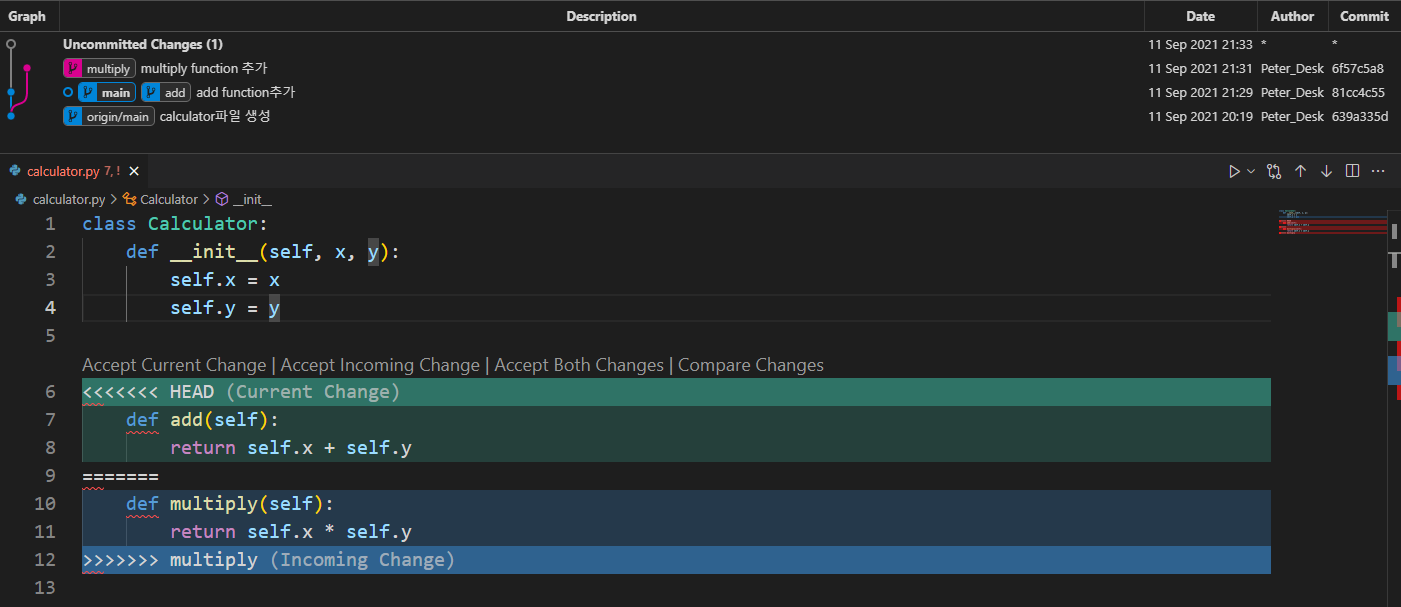 Graph Description Date Author Commit
Uncommitted Changes (1) 11 Sep 2021 21:33 * *
multiply multiply function 추가 11 Sep 2021 21:31 Peter_Desk 6f57c5a8
main add add function추가 11 Sep 2021 21:29 Peter_Desk 81cc4c55
origin/main calculator파일 생성 11 Sep 2021 20:19 Peter_Desk 639a335d
calculator.py 7, !
calculator.py > Calculator > __init__
1 class Calculator:
2 def __init__(self, x, y):
3 self.x = x
4 self.y = y
5
Accept Current Change | Accept Incoming Change | Accept Both Changes | Compare Changes
6 <<<<<<< HEAD (Current Change)
7 def add(self):
8 return self.x + self.y
9 =======
10 def multiply(self):
11 return self.x * self.y
12 >>>>>>> multiply (Incoming Change)
13